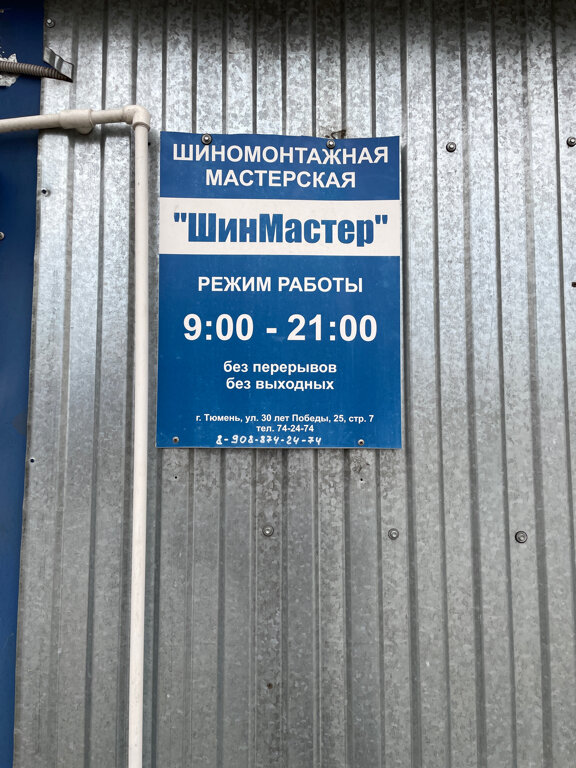 ШИНОМОНТАЖНАЯ
МАСТЕРСКАЯ
"ШинМастер"
РЕЖИМ РАБОТЫ
9:00 - 21:00
без перерывов
без выходных
г. Тюмень, ул. 30 лет Победы, 25, стр. 7
тел. 74-24-74
8-908-874-24-74